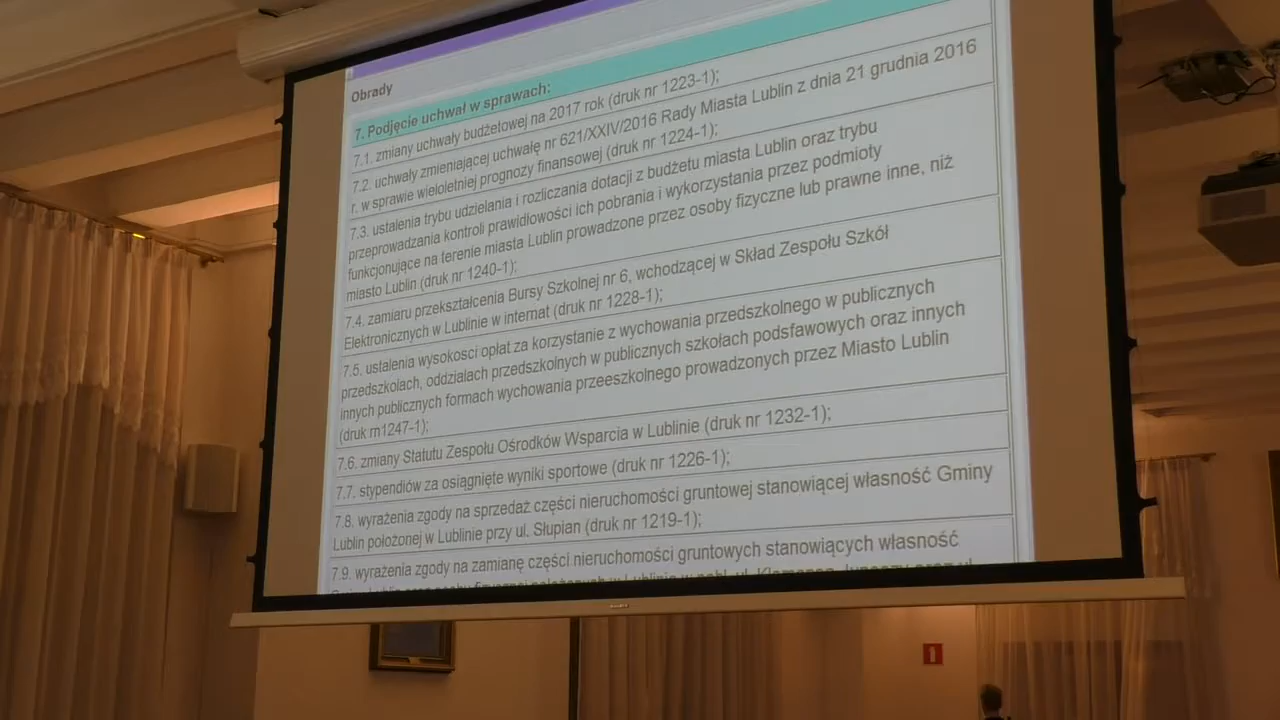 Obrady
7. Podjęcie uchwał w sprawach:
7.1. zmiany uchwały budżetowej na 2017 rok (druk nr 1223-1);
7.2. uchwały zmieniającej uchwałę nr 621/XXIV/2016 Rady Miasta Lublin z dnia 21 grudnia 2016
r. w sprawie wieloletniej prognozy finansowej (druk nr 1224-1);
7.3. ustalenia trybu udzielania i rozliczania dotacji z budżetu miasta Lublin oraz trybu
przeprowadzania kontroli prawidłowości ich pobrania i wykorzystania przez podmioty
funkcjonujące na terenie miasta Lublin prowadzone przez osoby fizyczne lub prawne inne, niż
miasto Lublin (druk nr 1240-1);
7.4. zamiaru przekształcenia Bursy Szkolnej nr 6, wchodzącej w Skład Zespołu Szkół
Elektronicznych w Lublinie w internat (druk nr 1228-1);
7.5. ustalenia wysokosci opłat za korzystanie z wychowania przedszkolnego w publicznych
przedszkolach, oddziałach przedszkolnych w publicznych szkołach podsfawowych oraz innych
innych publicznych formach wychowania przeeszkolnego prowadzonych przez Miasto Lublin
(druk rn1247-1);
7.6. zmiany Statutu Zespołu Ośrodków Wsparcia w Lublinie (druk nr 1232-1);
7.7. stypendiów za osiągnięte wyniki sportowe (druk nr 1226-1);
7.8. wyrażenia zgody na sprzedaż części nieruchomości gruntowej stanowiącej własność Gminy
Lublin położonej w Lublinie przy ul. Słupian (druk nr 1219-1);
7.9. wyrażenia zgody na zamianę części nieruchomości gruntowych stanowiących własność